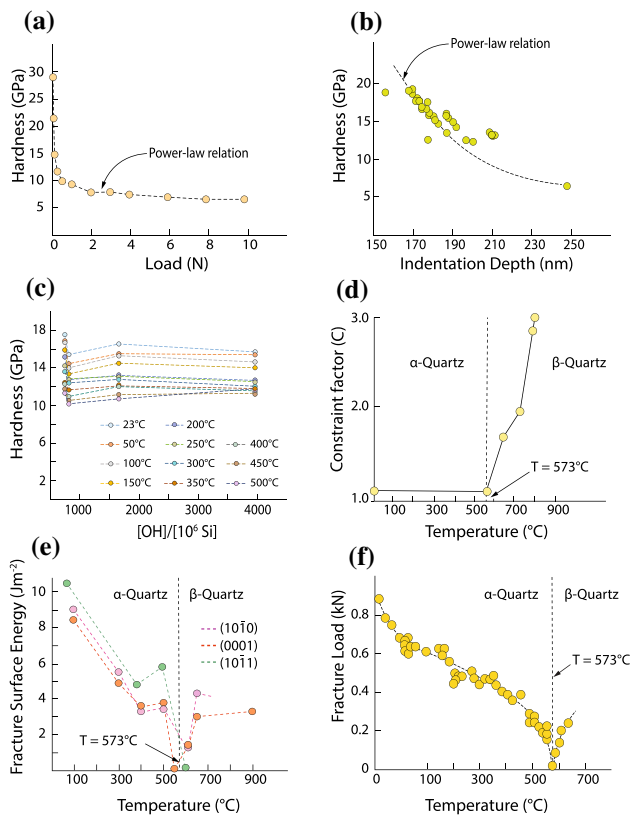 (a)
Hardness (GPa)
30
25
20
15
10
5
Power-law relation
0 2 4 6 8 10
Load (N)
(b)
Hardness (GPa)
20
15
10
5
Power-law relation
150 170 190 210 230 250
Indentation Depth (nm)
(c)
Hardness (GPa)
18
14
10
6
2
23°C 200°C
50°C 250°C 400°C
100°C 300°C 450°C
150°C 350°C 500°C
1000 2000 3000 4000
[OH]/[10⁶ Si]
(d)
Constraint factor (C)
3.0
2.0
1.0
α-Quartz
β-Quartz
T = 573°C
100 300 500 700 900
Temperature (°C)
(e)
Fracture Surface Energy (Jm⁻²)
10
8
6
4
2
α-Quartz β-Quartz
(101̄0)
(0001)
(101̄1)
T = 573°C
100 300 500 700 900
Temperature (°C)
(f)
Fracture Load (kN)
1.0
0.8
0.6
0.4
0.2
0
α-Quartz β-Quartz
T = 573°C
0 100 300 500 700
Temperature (°C)